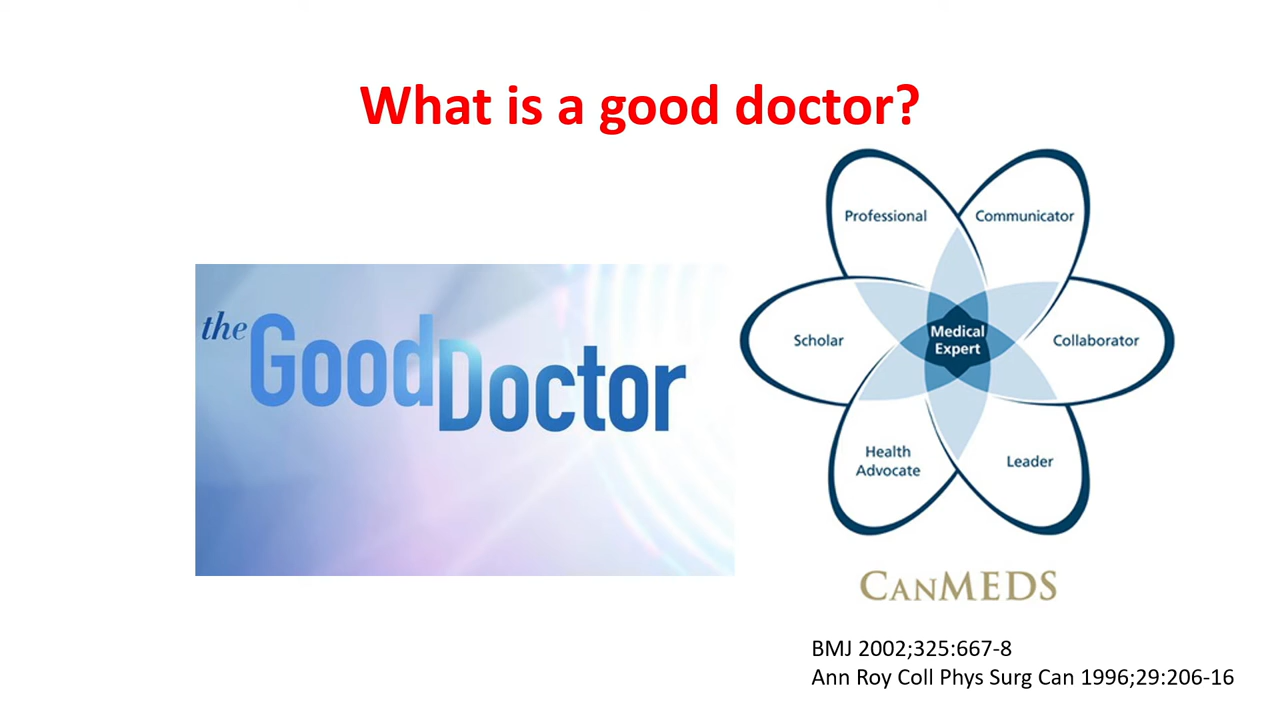 What is a good doctor?
the Good Doctor
Professional
Communicator
Scholar
Medical
Expert
Collaborator
Health
Advocate
Leader
CANMEDS
BMJ 2002;325:667-8
Ann Roy Coll Phys Surg Can 1996;29:206-16